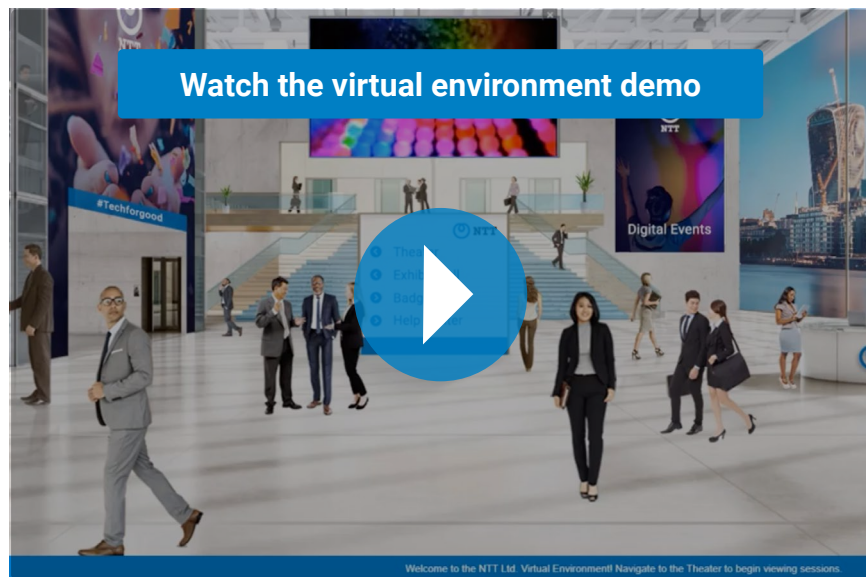 NTT
Watch the virtual environment demo
NTT
#Techforgood
Digital Events
NTT
Welcome to the NTT Ltd. Virtual Environment! Navigate to the Theater to begin viewing sessions.